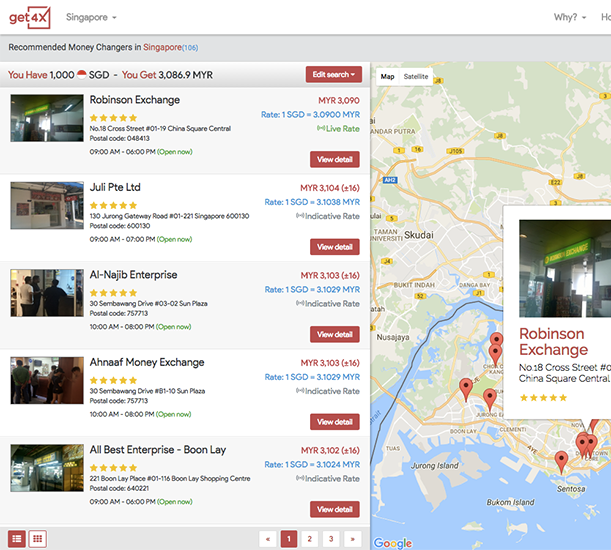 get4X
Singapore
Why?
Recommended Money Changers in Singapore(106)
You Have 1,000 SGD - You Get 3,086.9 MYR
Edit search
Robinson Exchange
MYR 3,090
Rate: 1 SGD = 3.0900 MYR
No.18 Cross Street #01-19 China Square Central
Live Rate
Postal code: 048413
09:00 AM - 06:00 PM (Open now)
View detail
Juli Pte Ltd
MYR 3,104 (±16)
Rate: 1 SGD = 3.1038 MYR
130 Jurong Gateway Road #01-221 Singapore 600130
Indicative Rate
Postal code: 600130
09:00 AM - 07:00 PM (Open now)
View detail
Al-Najib Enterprise
MYR 3,103 (±16)
Rate: 1 SGD = 3.1029 MYR
30 Sembawang Drive #03-02 Sun Plaza
Indicative Rate
Postal code: 757713
10:00 AM - 08:00 PM (Open now)
View detail
Ahnaaf Money Exchange
MYR 3,103 (±16)
Rate: 1 SGD = 3.1029 MYR
30 Sembawang Drive #B1-10 Sun Plaza
Indicative Rate
Postal code: 757713
10:00 AM - 08:00 PM (Open now)
View detail
All Best Enterprise - Boon Lay
MYR 3,102 (±16)
Rate: 1 SGD = 3.1024 MYR
221 Boon Lay Place #01-116 Boon Lay Shopping Centre
Indicative Rate
Postal code: 640221
09:00 AM - 06:00 PM (Open now)
View detail
« 1 2 3 »
Map Satellite
BANDAR PUTRA
J105
AH2
TAMAN UNIVERSITI
Skudai
BUKIT INDAH
Nusajaya
Robinson Exchange
No.18 Cross Street #0
China Square Central
JURONG EAST
BOON LAY
CLEMENTI
TUAS
Jurong Island
Sentosa
Bukom Island
Google